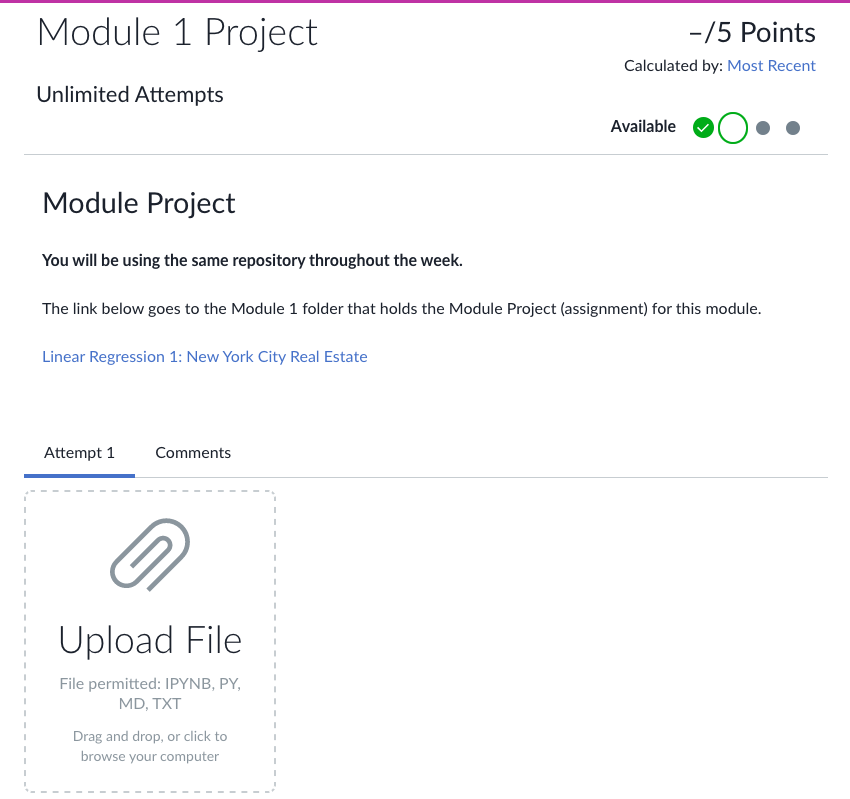 Module 1 Project
–/5 Points
Calculated by: Most Recent
Unlimited Attempts
Available
Module Project
You will be using the same repository throughout the week.
The link below goes to the Module 1 folder that holds the Module Project (assignment) for this module.
Linear Regression 1: New York City Real Estate
Attempt 1
Comments
Upload File
File permitted: IPYNB, PY,
MD, TXT
Drag and drop, or click to
browse your computer